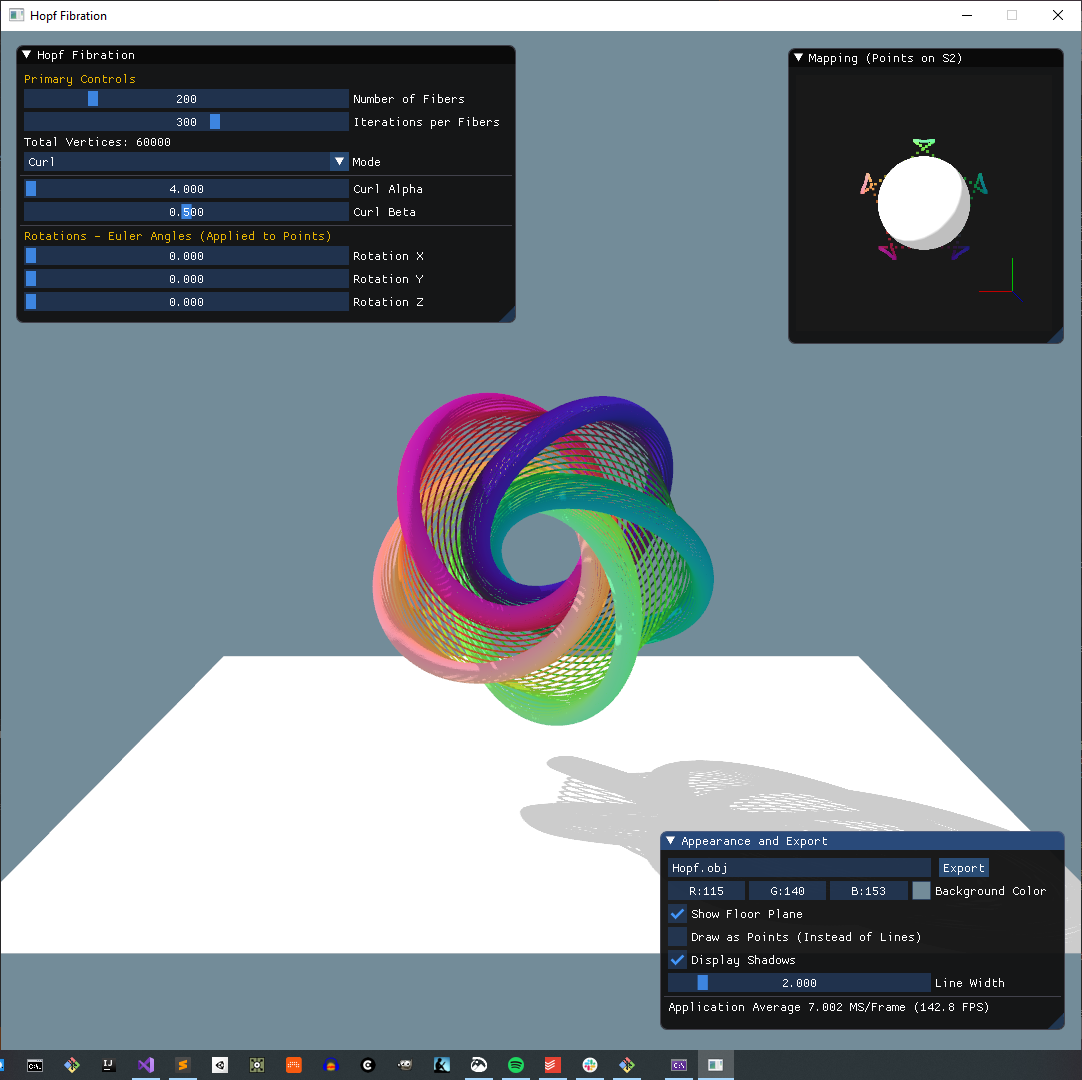 Hopf Fibration
Hopf Fibration
Primary Controls
200 Number of Fibers
300 Iterations per Fibers
Total Vertices: 60000
Curl Mode
4.000 Curl Alpha
0.500 Curl Beta
Rotations - Euler Angles (Applied to Points)
0.000 Rotation X
0.000 Rotation Y
0.000 Rotation Z
Mapping (Points on S2)
Appearance and Export
Hopf.obj Export
R:115 G:140 B:153 Background Color
Show Floor Plane
Draw as Points (Instead of Lines)
Display Shadows
2.000 Line Width
Application Average 7.002 MS/Frame (142.8 FPS)